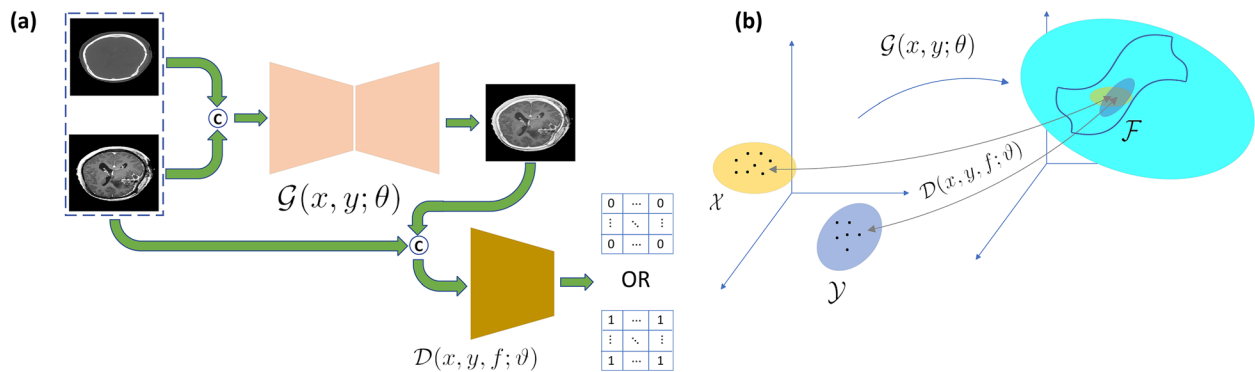 (a)
C
G(x, y; θ)
C
D(x, y, f; ϑ)
0 ⋯ 0
⋮ ⋱ ⋮
0 ⋯ 0
OR
1 ⋯ 1
⋮ ⋱ ⋮
1 ⋯ 1
(b)
G(x, y; θ)
F
D(x, y, f; ϑ)
X
Y